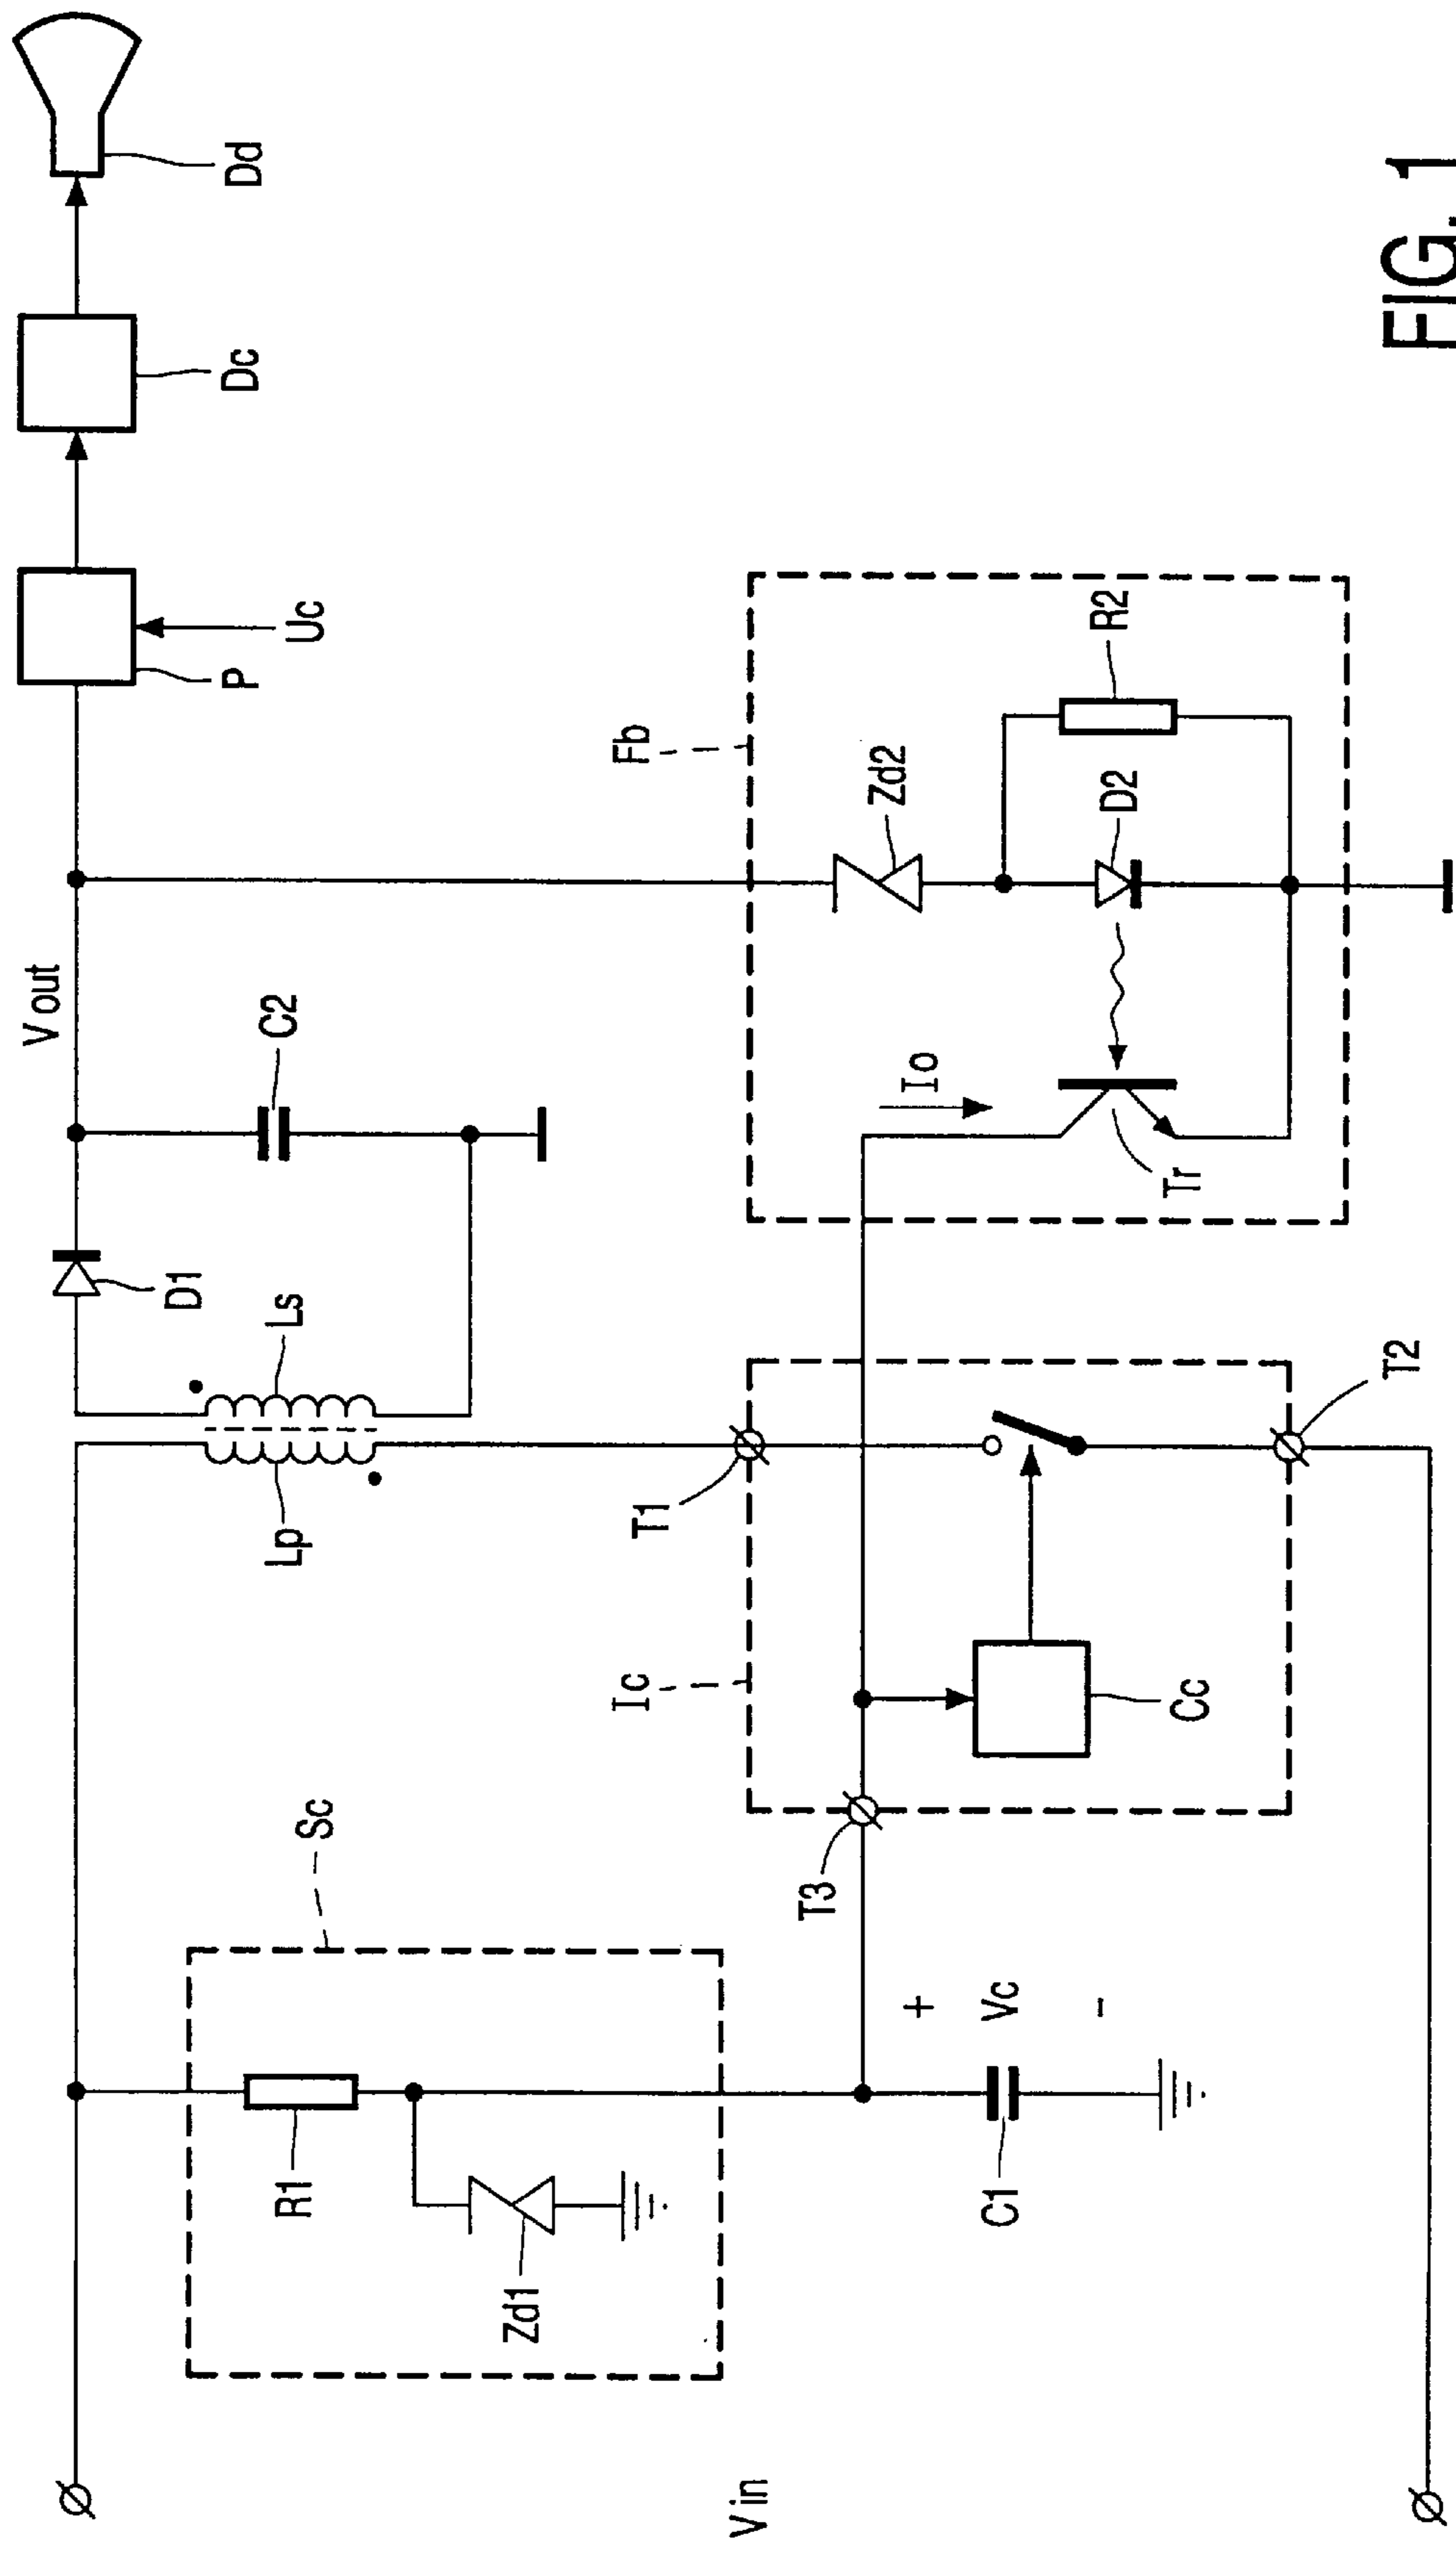 Vout
Dd
Dc
P
Uc
D1
C2
Ls
Lp
Sc
R1
Zd1
Fb
Zd2
R2
D2
Io
Tr
T1
Ic
T2
Cc
T3
+
Vc
-
C1
Vin
FIG. 1